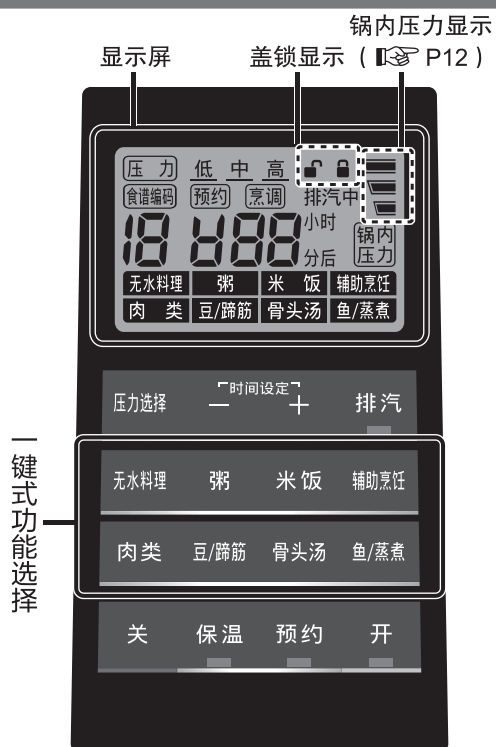 锅内压力显示
显示屏 盖锁显示 (☞ P12)
压力 低 中 高
食谱编码 预约 烹调 排汽中
18 H88 小时 分后 锅内压力
无水料理 粥 米饭 辅助烹饪
肉类 豆/蹄筋 骨头汤 鱼/蒸煮
压力选择 「时间设定」 排汽
— +
一键式功能选择
无水料理 粥 米饭 辅助烹饪
肉类 豆/蹄筋 骨头汤 鱼/蒸煮
关 保温 预约 开